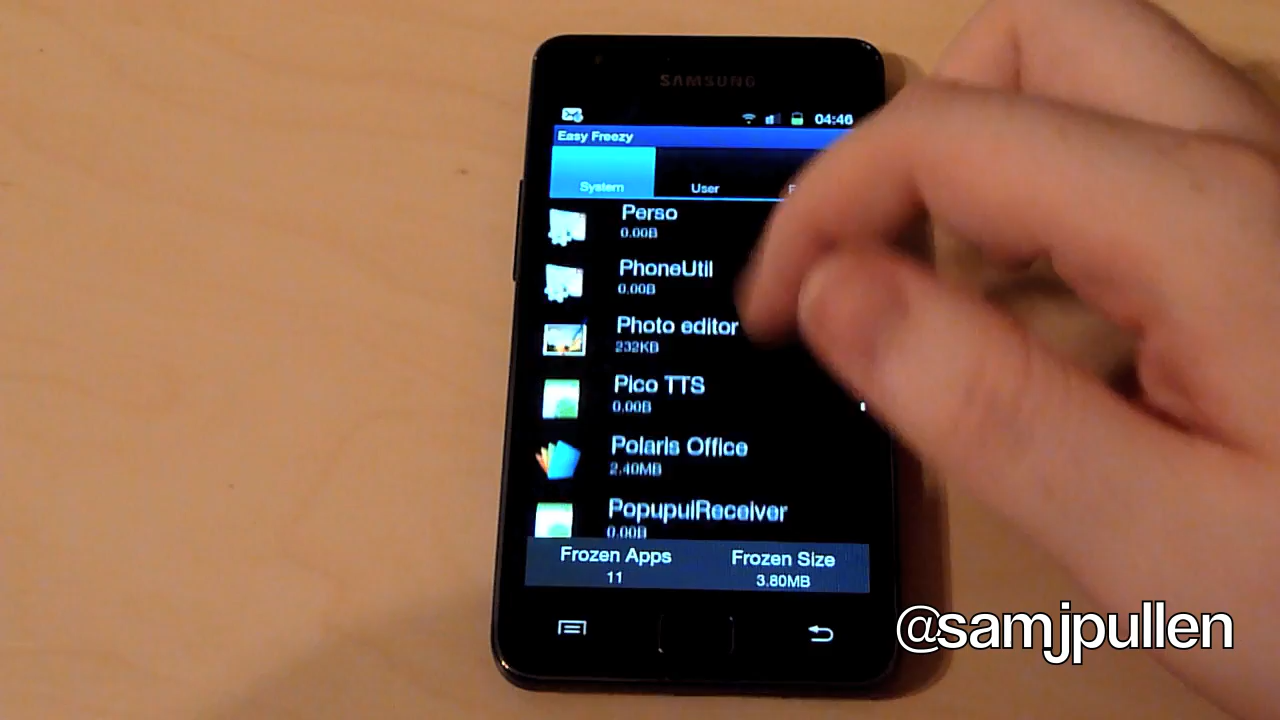 SAMSUNG
04:46
Easy Freezy
System
User
Perso
0.00B
PhoneUtil
0.00B
Photo editor
232KB
Pico TTS
0.00B
Polaris Office
2.40MB
PopupuiReceiver
0.00B
Frozen Apps
Frozen Size
11
3.80MB
@samjpullen